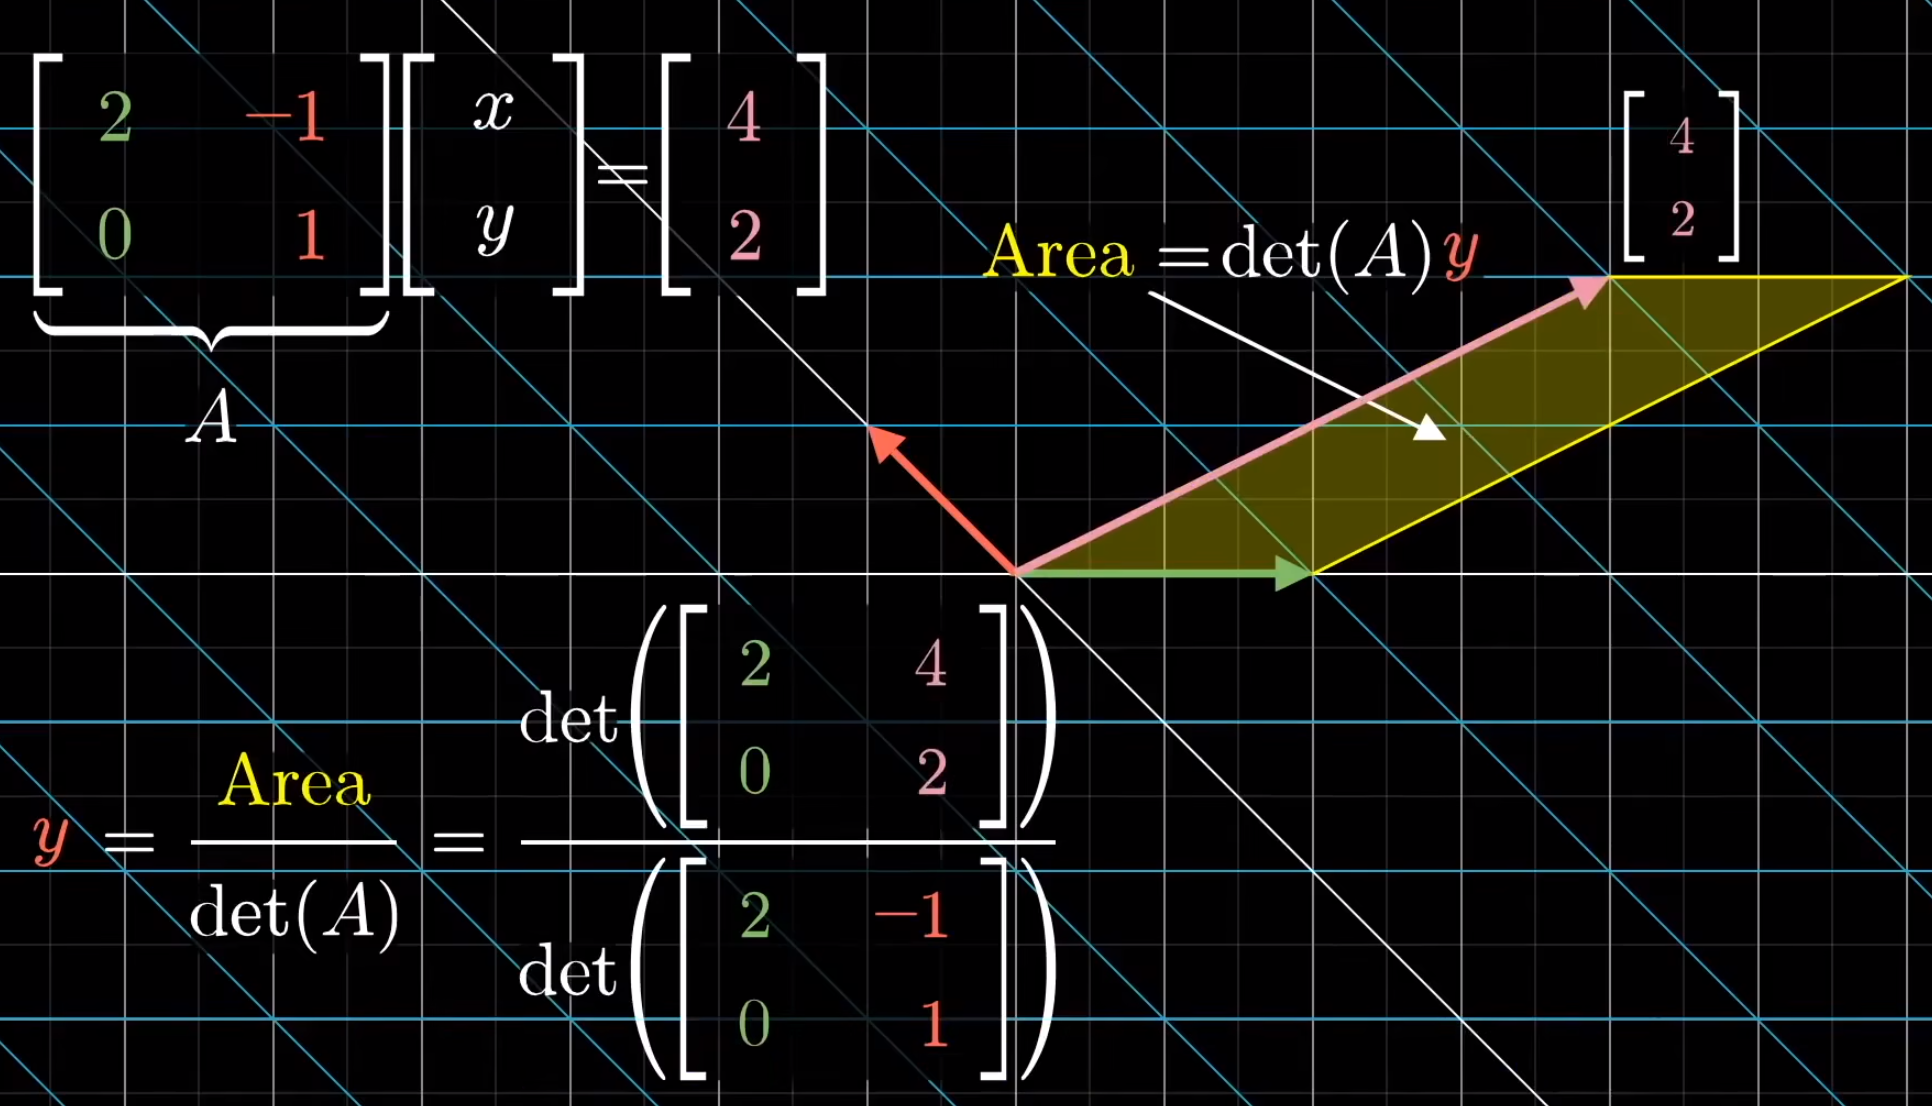 [2 −1; 0 1] [x; y] = [4; 2]
A
[4; 2]
Area = det(A)y
y = Area / det(A) = det([2 4; 0 2]) / det([2 −1; 0 1])